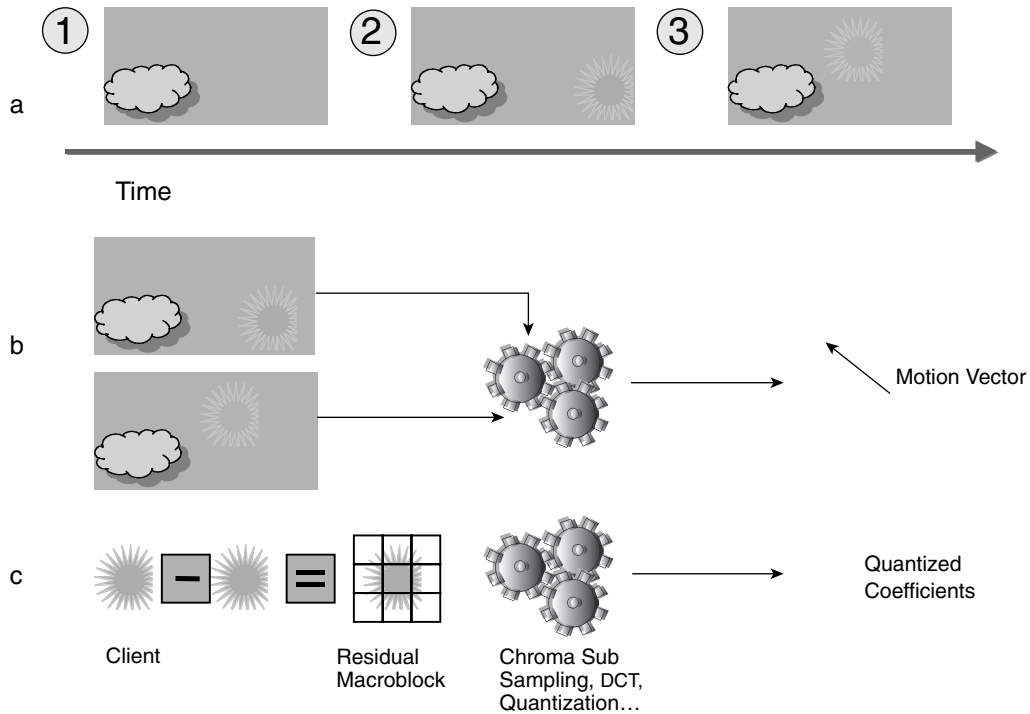 1
2
3
a
Time
b
Motion Vector
c
Quantized
Coefficients
Client
Residual
Macroblock
Chroma Sub
Sampling, DCT,
Quantization…